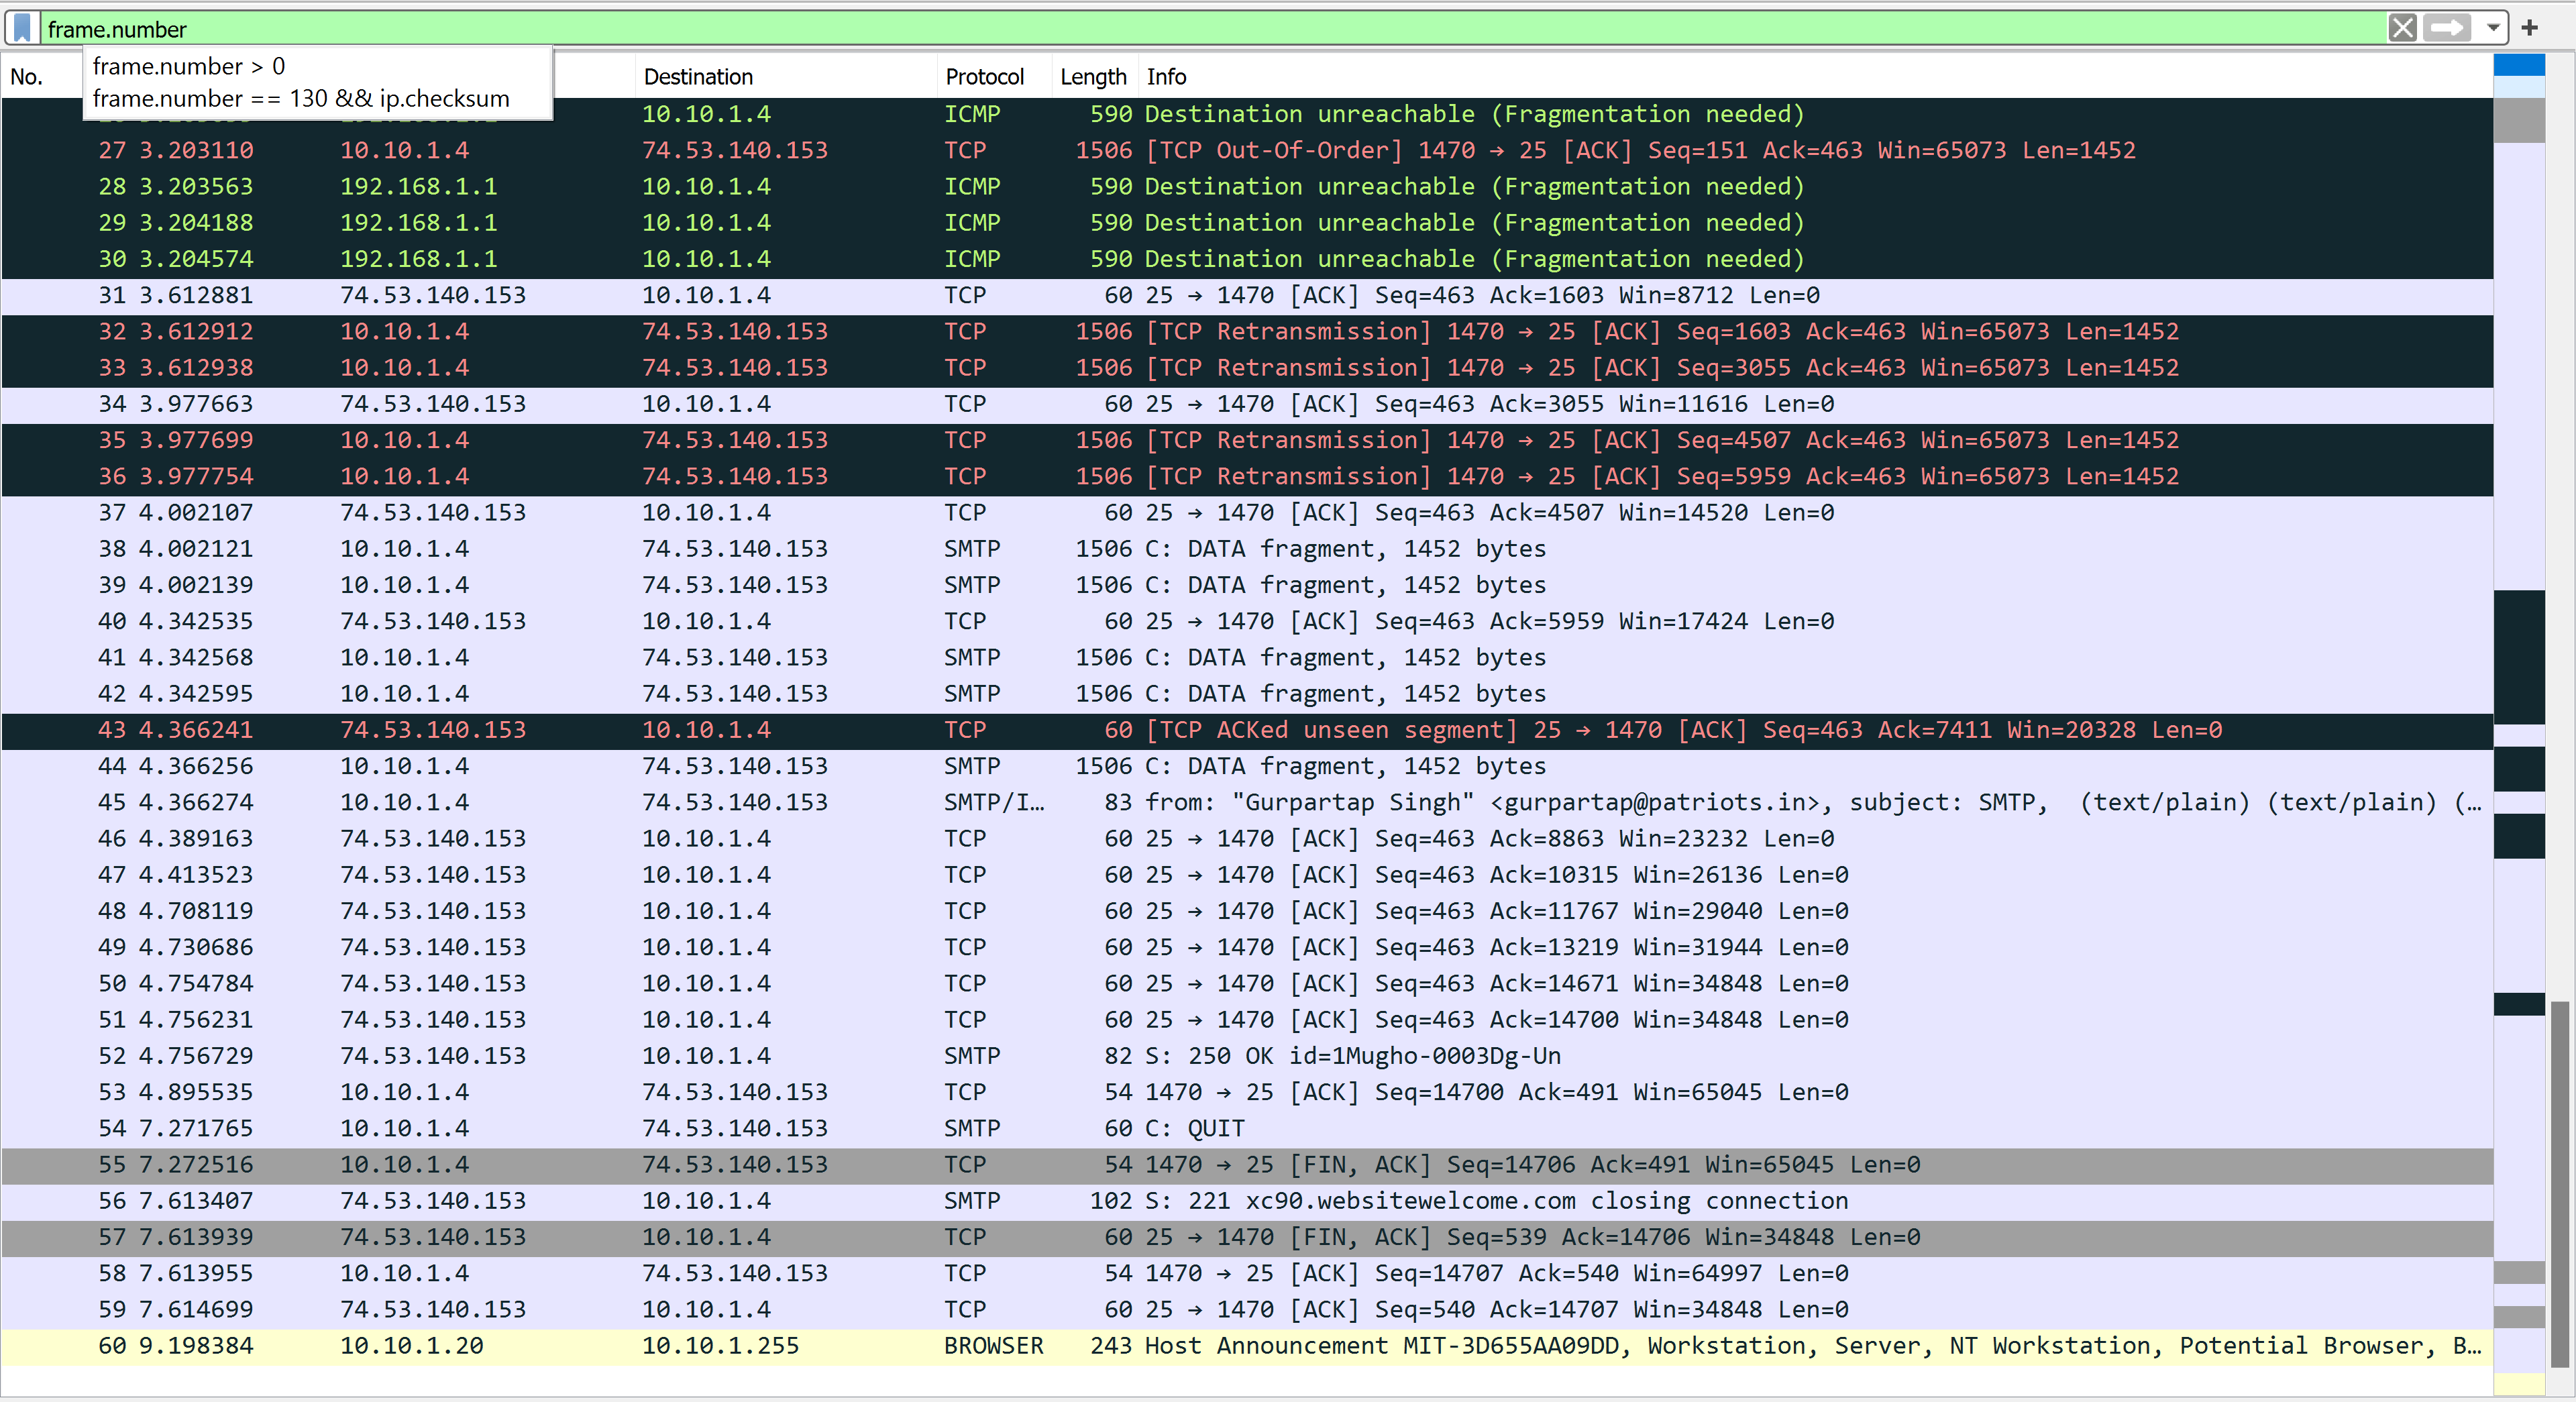 frame.number
frame.number > 0
frame.number == 130 && ip.checksum
No. Destination Protocol Length Info
10.10.1.4 ICMP 590 Destination unreachable (Fragmentation needed)
27 3.203110 10.10.1.4 74.53.140.153 TCP 1506 [TCP Out-Of-Order] 1470 → 25 [ACK] Seq=151 Ack=463 Win=65073 Len=1452
28 3.203563 192.168.1.1 10.10.1.4 ICMP 590 Destination unreachable (Fragmentation needed)
29 3.204188 192.168.1.1 10.10.1.4 ICMP 590 Destination unreachable (Fragmentation needed)
30 3.204574 192.168.1.1 10.10.1.4 ICMP 590 Destination unreachable (Fragmentation needed)
31 3.612881 74.53.140.153 10.10.1.4 TCP 60 25 → 1470 [ACK] Seq=463 Ack=1603 Win=8712 Len=0
32 3.612912 10.10.1.4 74.53.140.153 TCP 1506 [TCP Retransmission] 1470 → 25 [ACK] Seq=1603 Ack=463 Win=65073 Len=1452
33 3.612938 10.10.1.4 74.53.140.153 TCP 1506 [TCP Retransmission] 1470 → 25 [ACK] Seq=3055 Ack=463 Win=65073 Len=1452
34 3.977663 74.53.140.153 10.10.1.4 TCP 60 25 → 1470 [ACK] Seq=463 Ack=3055 Win=11616 Len=0
35 3.977699 10.10.1.4 74.53.140.153 TCP 1506 [TCP Retransmission] 1470 → 25 [ACK] Seq=4507 Ack=463 Win=65073 Len=1452
36 3.977754 10.10.1.4 74.53.140.153 TCP 1506 [TCP Retransmission] 1470 → 25 [ACK] Seq=5959 Ack=463 Win=65073 Len=1452
37 4.002107 74.53.140.153 10.10.1.4 TCP 60 25 → 1470 [ACK] Seq=463 Ack=4507 Win=14520 Len=0
38 4.002121 10.10.1.4 74.53.140.153 SMTP 1506 C: DATA fragment, 1452 bytes
39 4.002139 10.10.1.4 74.53.140.153 SMTP 1506 C: DATA fragment, 1452 bytes
40 4.342535 74.53.140.153 10.10.1.4 TCP 60 25 → 1470 [ACK] Seq=463 Ack=5959 Win=17424 Len=0
41 4.342568 10.10.1.4 74.53.140.153 SMTP 1506 C: DATA fragment, 1452 bytes
42 4.342595 10.10.1.4 74.53.140.153 SMTP 1506 C: DATA fragment, 1452 bytes
43 4.366241 74.53.140.153 10.10.1.4 TCP 60 [TCP ACKed unseen segment] 25 → 1470 [ACK] Seq=463 Ack=7411 Win=20328 Len=0
44 4.366256 10.10.1.4 74.53.140.153 SMTP 1506 C: DATA fragment, 1452 bytes
45 4.366274 10.10.1.4 74.53.140.153 SMTP/I… 83 from: "Gurpartap Singh" <gurpartap@patriots.in>, subject: SMTP, (text/plain) (text/plain) (…
46 4.389163 74.53.140.153 10.10.1.4 TCP 60 25 → 1470 [ACK] Seq=463 Ack=8863 Win=23232 Len=0
47 4.413523 74.53.140.153 10.10.1.4 TCP 60 25 → 1470 [ACK] Seq=463 Ack=10315 Win=26136 Len=0
48 4.708119 74.53.140.153 10.10.1.4 TCP 60 25 → 1470 [ACK] Seq=463 Ack=11767 Win=29040 Len=0
49 4.730686 74.53.140.153 10.10.1.4 TCP 60 25 → 1470 [ACK] Seq=463 Ack=13219 Win=31944 Len=0
50 4.754784 74.53.140.153 10.10.1.4 TCP 60 25 → 1470 [ACK] Seq=463 Ack=14671 Win=34848 Len=0
51 4.756231 74.53.140.153 10.10.1.4 TCP 60 25 → 1470 [ACK] Seq=463 Ack=14700 Win=34848 Len=0
52 4.756729 74.53.140.153 10.10.1.4 SMTP 82 S: 250 OK id=1Mugho-0003Dg-Un
53 4.895535 10.10.1.4 74.53.140.153 TCP 54 1470 → 25 [ACK] Seq=14700 Ack=491 Win=65045 Len=0
54 7.271765 10.10.1.4 74.53.140.153 SMTP 60 C: QUIT
55 7.272516 10.10.1.4 74.53.140.153 TCP 54 1470 → 25 [FIN, ACK] Seq=14706 Ack=491 Win=65045 Len=0
56 7.613407 74.53.140.153 10.10.1.4 SMTP 102 S: 221 xc90.websitewelcome.com closing connection
57 7.613939 74.53.140.153 10.10.1.4 TCP 60 25 → 1470 [FIN, ACK] Seq=539 Ack=14706 Win=34848 Len=0
58 7.613955 10.10.1.4 74.53.140.153 TCP 54 1470 → 25 [ACK] Seq=14707 Ack=540 Win=64997 Len=0
59 7.614699 74.53.140.153 10.10.1.4 TCP 60 25 → 1470 [ACK] Seq=540 Ack=14707 Win=34848 Len=0
60 9.198384 10.10.1.20 10.10.1.255 BROWSER 243 Host Announcement MIT-3D655AA09DD, Workstation, Server, NT Workstation, Potential Browser, B…